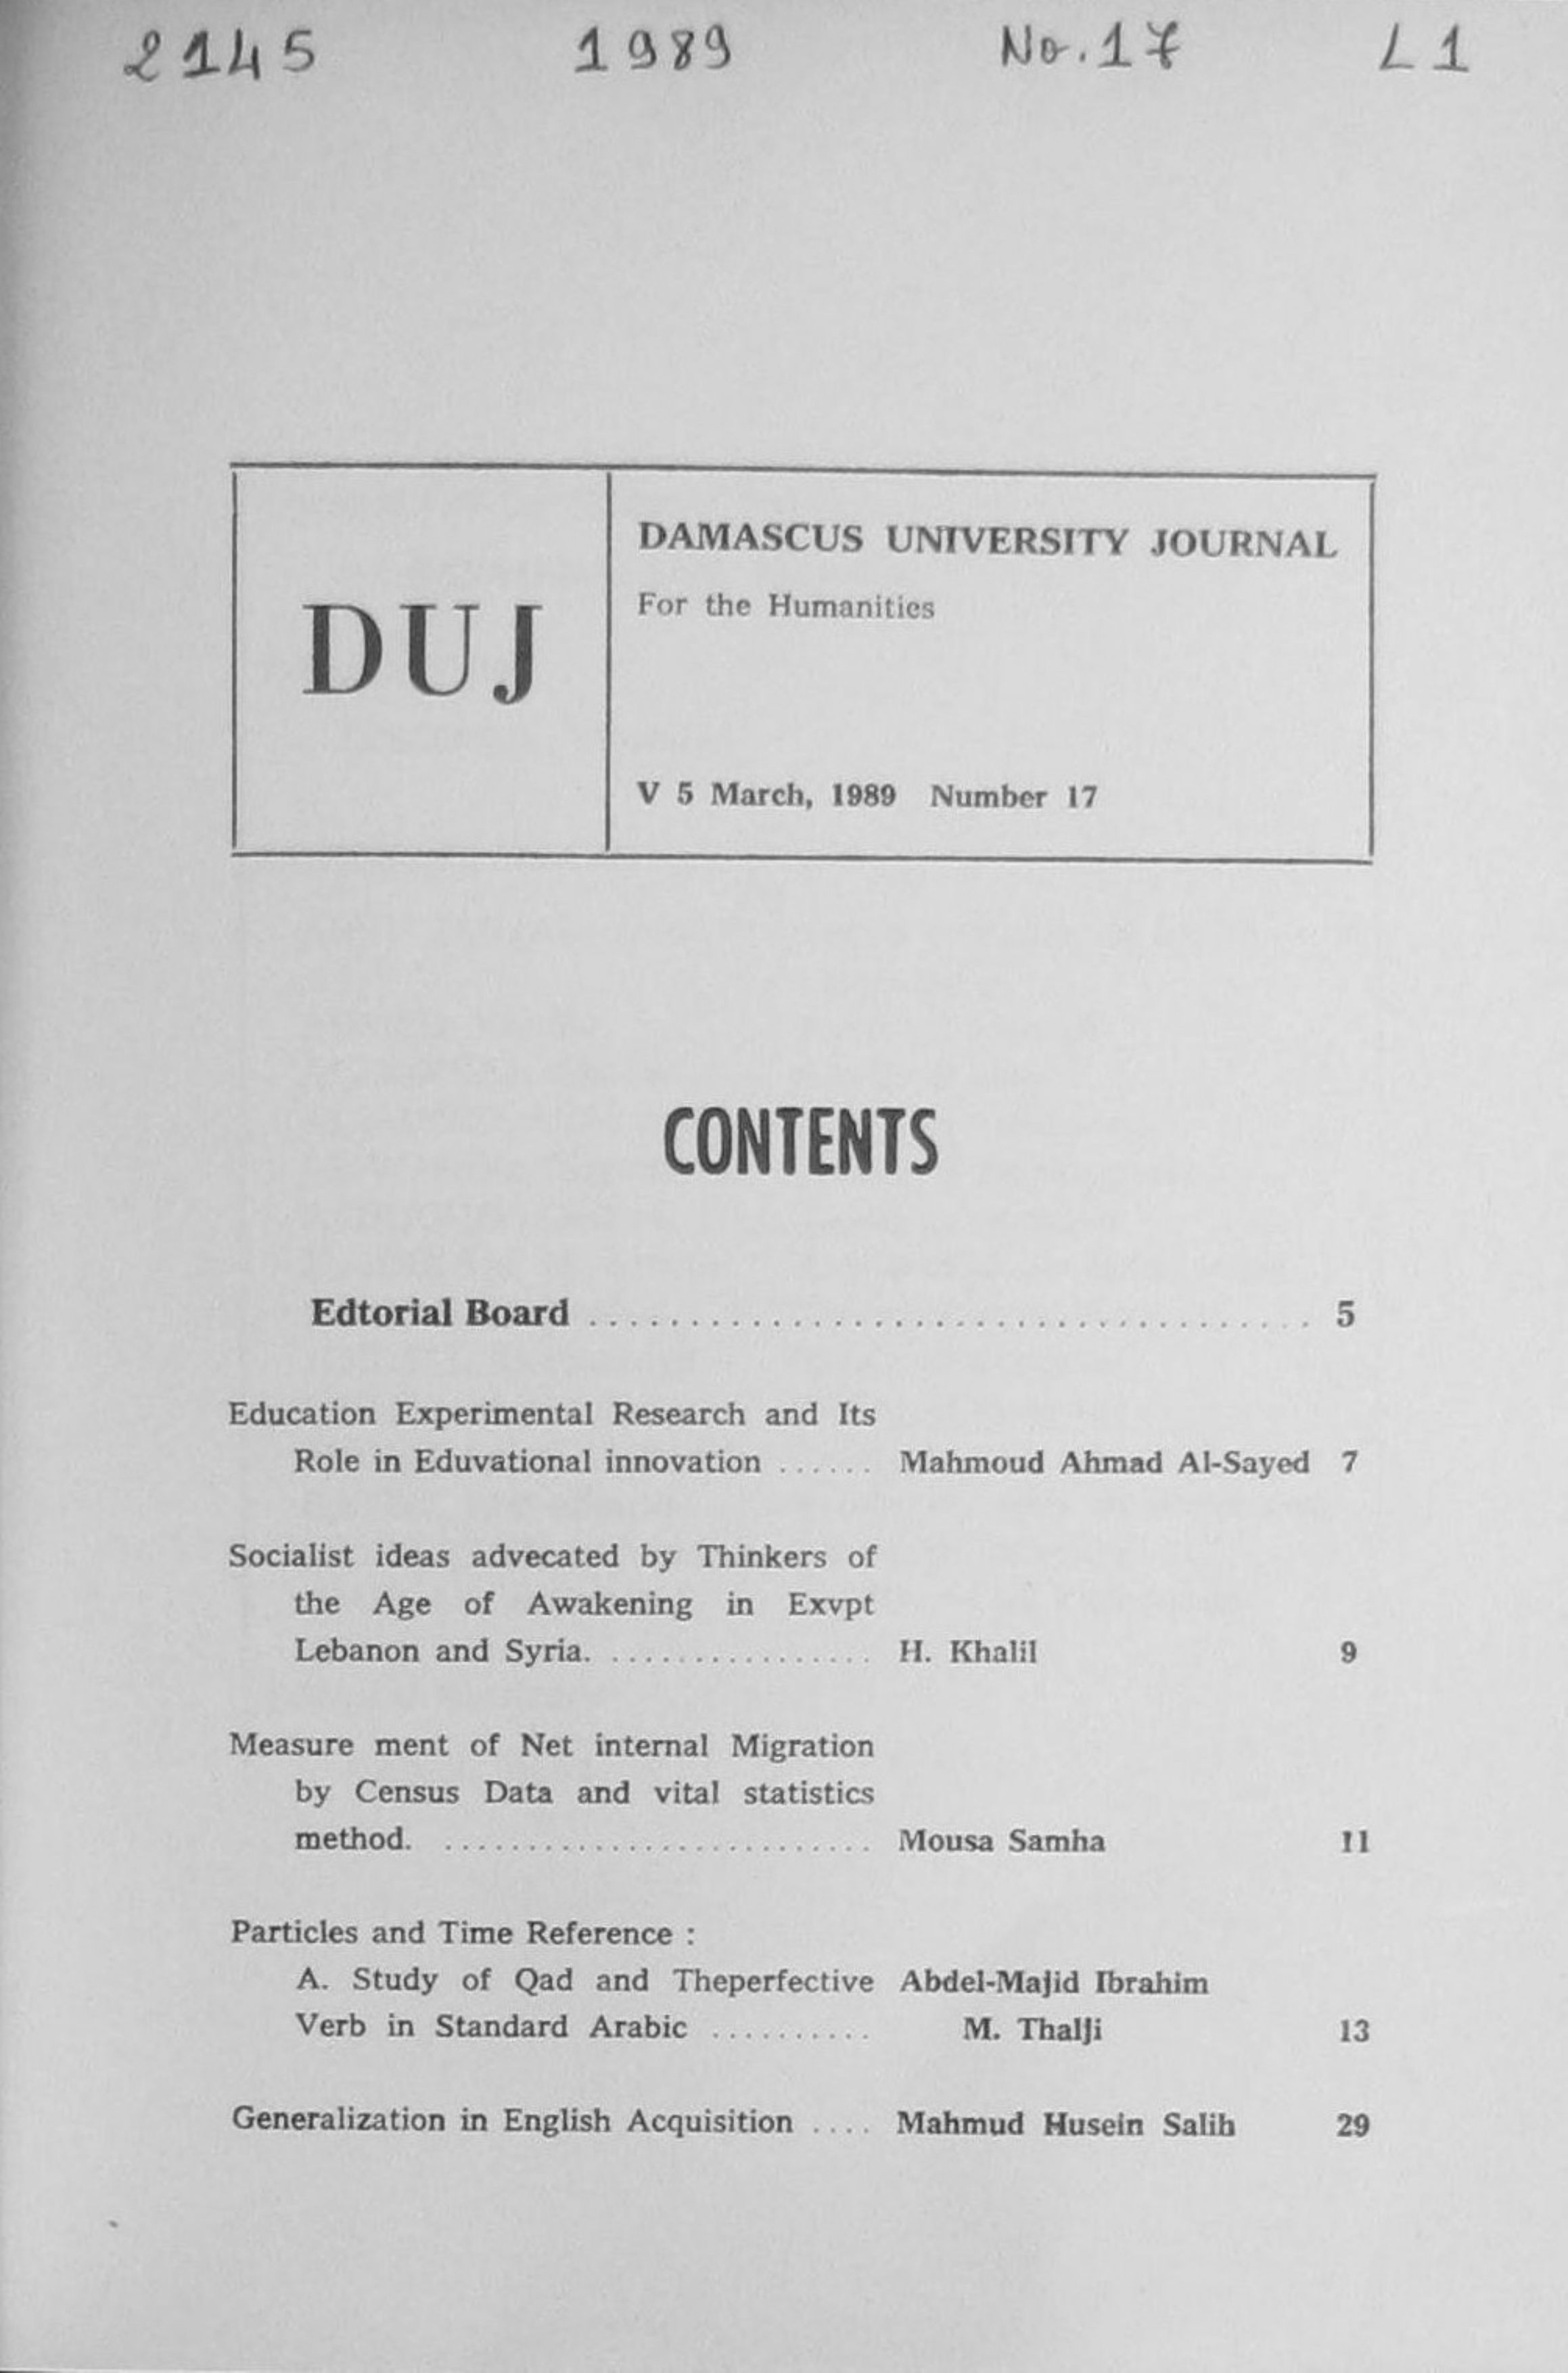 2145 1989 No.17 L1
DUJ
DAMASCUS UNIVERSITY JOURNAL
For the Humanities
V 5 March, 1989 Number 17
CONTENTS
Edtorial Board ..................................... 5
Education Experimental Research and Its
Role in Eduvational innovation ...... Mahmoud Ahmad Al-Sayed 7
Socialist ideas advecated by Thinkers of
the Age of Awakening in Exvpt
Lebanon and Syria. ................ H. Khalil 9
Measure ment of Net internal Migration
by Census Data and vital statistics
method. .......................... Mousa Samha 11
Particles and Time Reference :
A. Study of Qad and Theperfective Abdel-Majid Ibrahim
Verb in Standard Arabic .......... M. Thalji 13
Generalization in English Acquisition .... Mahmud Husein Salih 29